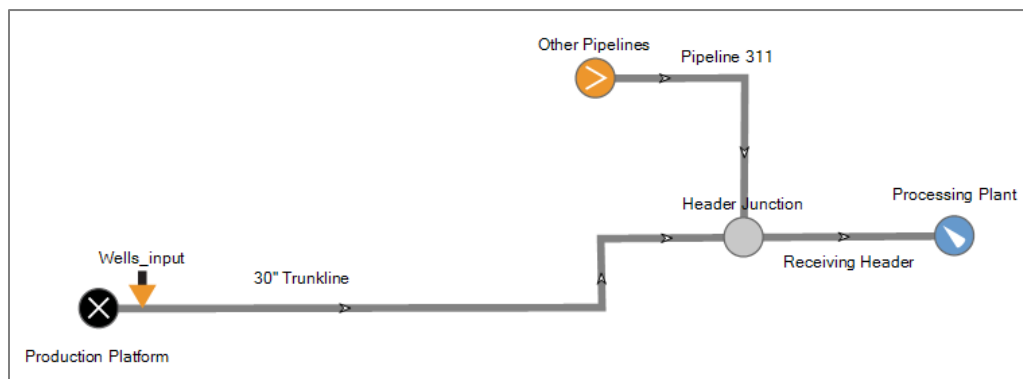 Other Pipelines
Pipeline 311
Header Junction
Processing Plant
Receiving Header
Wells_input
30" Trunkline
Production Platform